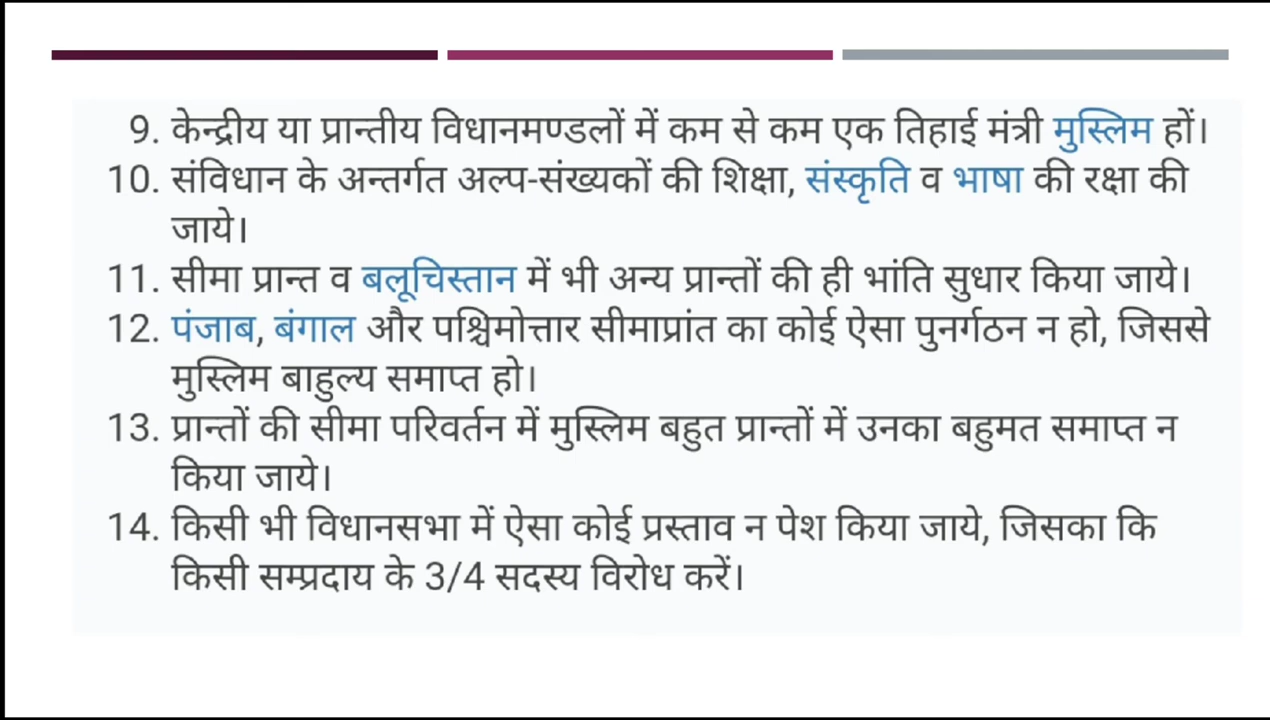 9. केन्द्रीय या प्रान्तीय विधानमण्डलों में कम से कम एक तिहाई मंत्री मुस्लिम हों।
10. संविधान के अन्तर्गत अल्प-संख्यकों की शिक्षा, संस्कृति व भाषा की रक्षा की
जाये।
11. सीमा प्रान्त व बलूचिस्तान में भी अन्य प्रान्तों की ही भांति सुधार किया जाये।
12. पंजाब, बंगाल और पश्चिमोत्तार सीमाप्रांत का कोई ऐसा पुनर्गठन न हो, जिससे
मुस्लिम बाहुल्य समाप्त हो।
13. प्रान्तों की सीमा परिवर्तन में मुस्लिम बहुत प्रान्तों में उनका बहुमत समाप्त न
किया जाये।
14. किसी भी विधानसभा में ऐसा कोई प्रस्ताव न पेश किया जाये, जिसका कि
किसी सम्प्रदाय के 3/4 सदस्य विरोध करें।